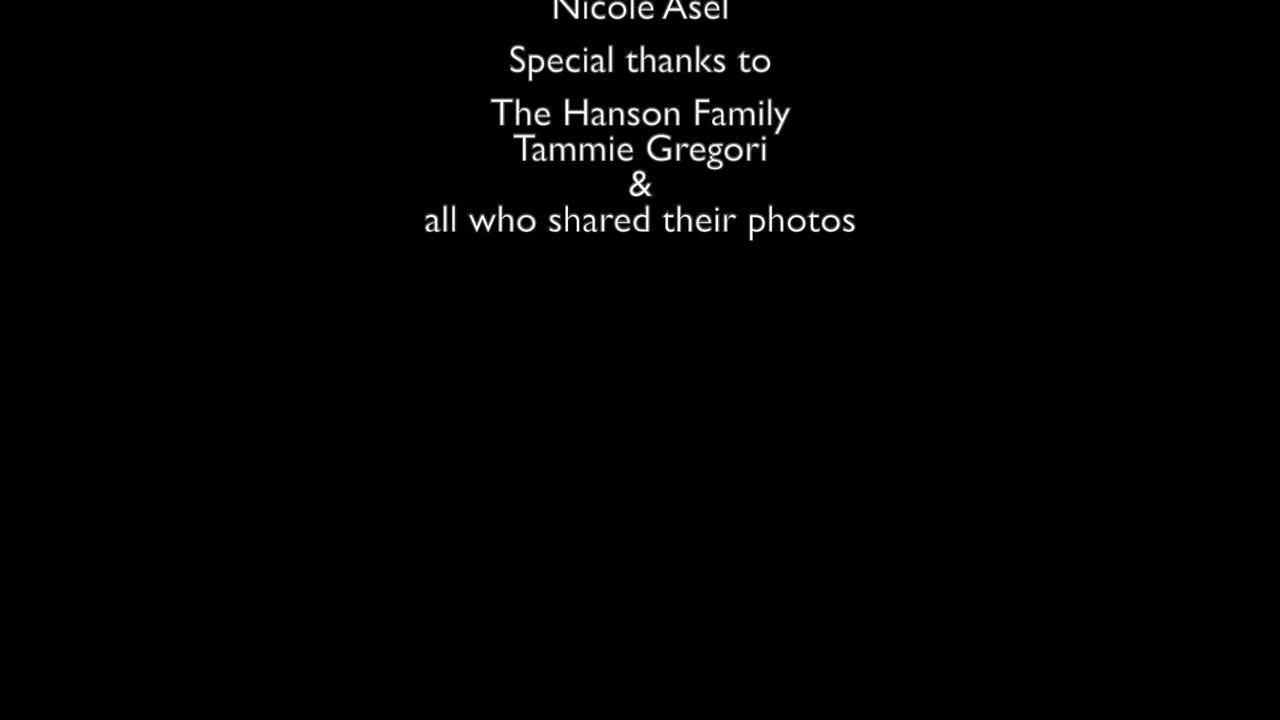 Nicole Asel
Special thanks to
The Hanson Family
Tammie Gregori
&
all who shared their photos